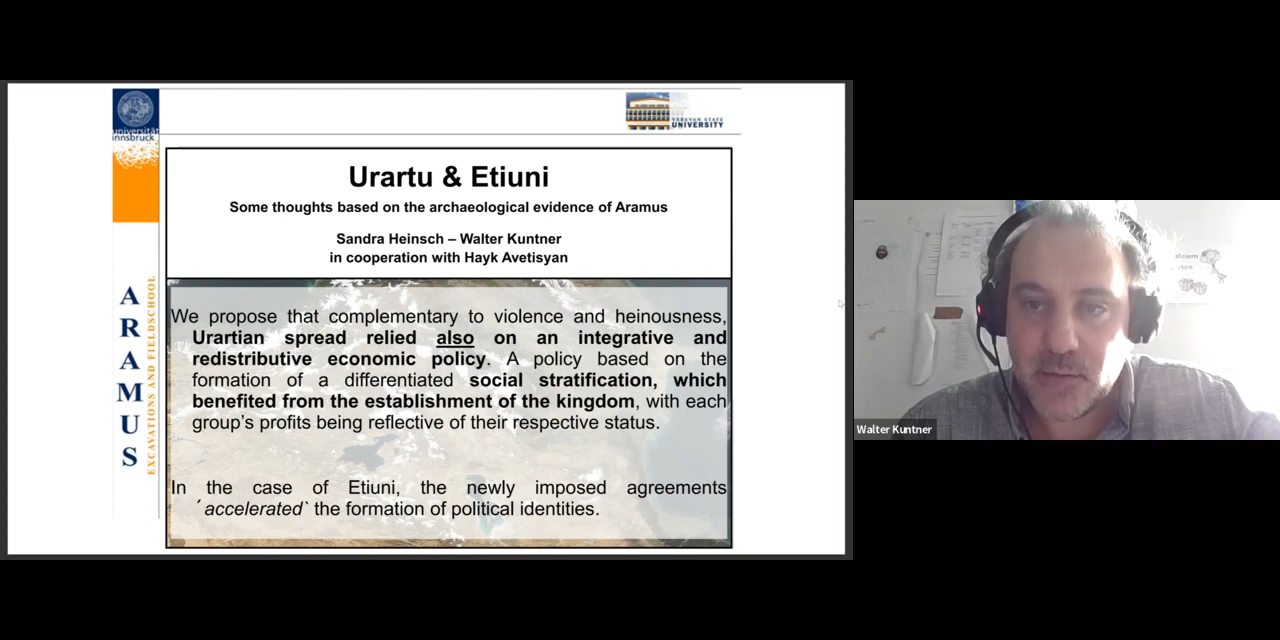 universität
innsbruck
YEREVAN STATE
UNIVERSITY
Urartu & Etiuni
Some thoughts based on the archaeological evidence of Aramus
Sandra Heinsch – Walter Kuntner
in cooperation with Hayk Avetisyan
ARAMUS
EXCAVATIONS AND FIELDSCHOOL
We propose that complementary to violence and heinousness,
Urartian spread relied also on an integrative and
redistributive economic policy. A policy based on the
formation of a differentiated social stratification, which
benefited from the establishment of the kingdom, with each
group’s profits being reflective of their respective status.
In the case of Etiuni, the newly imposed agreements
´accelerated` the formation of political identities.
Walter Kuntner